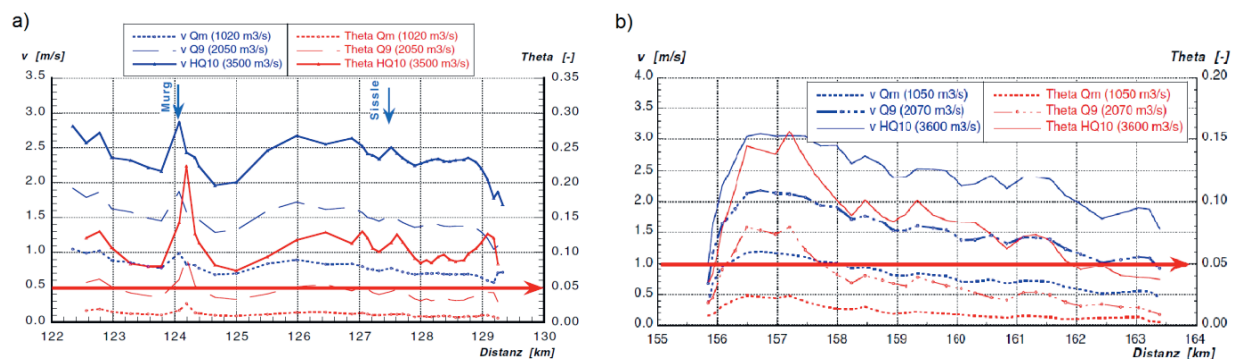 a)
v Qm (1020 m3/s)
v Q9 (2050 m3/s)
v HQ10 (3500 m3/s)
Theta Qm (1020 m3/s)
Theta Q9 (2050 m3/s)
Theta HQ10 (3500 m3/s)
v [m/s]
Theta [-]
3.5
3.0
2.5
2.0
1.5
1.0
0.5
0.0
Murg
Sissle
0.35
0.30
0.25
0.20
0.15
0.10
0.05
0.00
122 123 124 125 126 127 128 129 130
Distanz [km]
b)
v [m/s]
Theta [-]
4.0
3.5
3.0
2.5
2.0
1.5
1.0
0.5
0.0
v Qm (1050 m3/s)
v Q9 (2070 m3/s)
v HQ10 (3600 m3/s)
Theta Qm (1050 m3/s)
Theta Q9 (2070 m3/s)
Theta HQ10 (3600 m3/s)
0.20
0.15
0.10
0.05
0.00
155 156 157 158 159 160 161 162 163 164
Distanz [km]